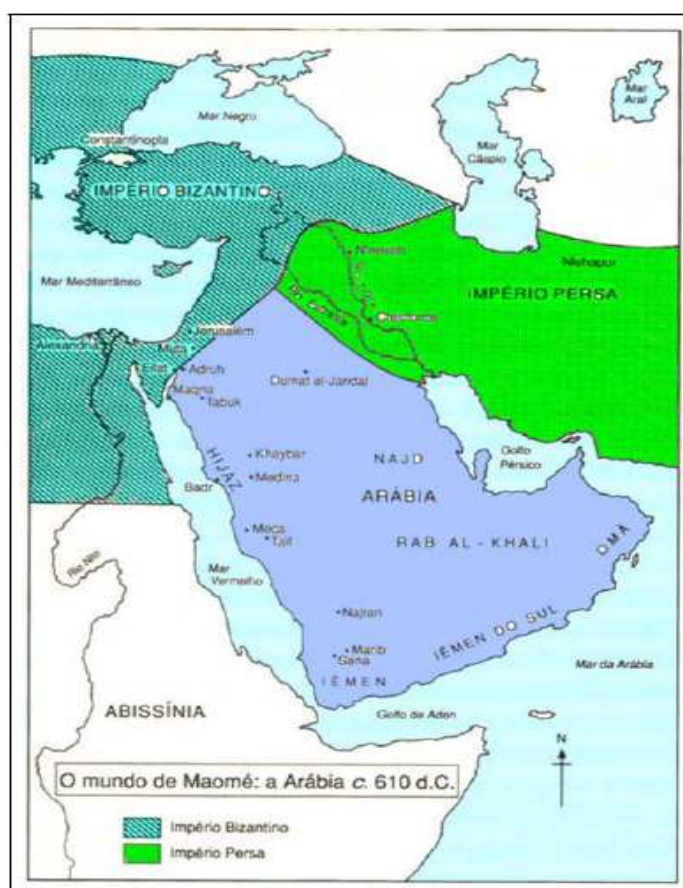 Mar Negro
Mar Aral
Constantinopla
Mar Cáspio
IMPÉRIO BIZANTINO
Nínive
Nishapur
IMPÉRIO PERSA
Mar Mediterrâneo
Jerusalém
Alexandria
Muta
Eilat
Adruh
Dumat al-Jandal
Maqna
Tabuk
Golfo Pérsico
Khaybar
NAJD
HIJAZ
Medina
Badr
ARÁBIA
Meca
RAB AL-KHALI
OMÃ
Taif
Mar Vermelho
Rio Nilo
Najran
IÊMEN DO SUL
Marib
Sana
Mar da Arábia
IÊMEN
ABISSÍNIA
Golfo de Aden
N
O mundo de Maomé: a Arábia c. 610 d.C.
Império Bizantino
Império Persa